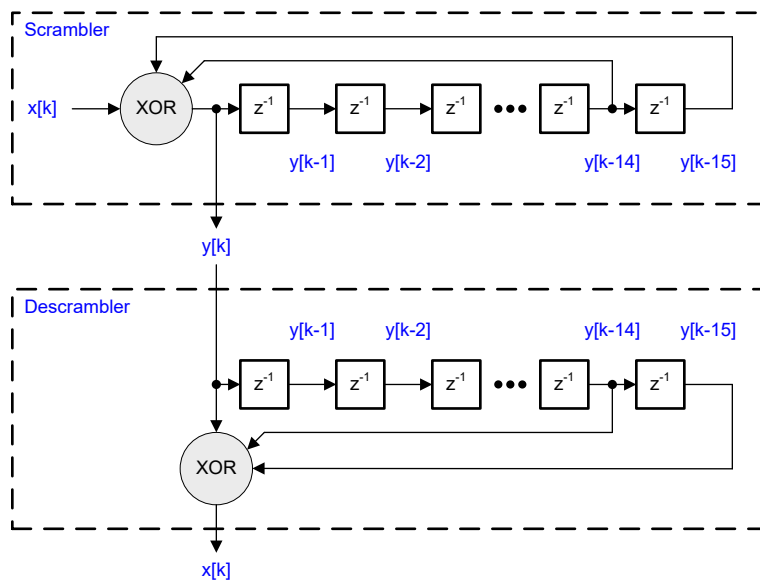 Scrambler
x[k]
XOR
z⁻¹
z⁻¹
z⁻¹
z⁻¹
z⁻¹
y[k-1]
y[k-2]
y[k-14]
y[k-15]
y[k]
Descrambler
y[k-1]
y[k-2]
y[k-14]
y[k-15]
z⁻¹
z⁻¹
z⁻¹
z⁻¹
z⁻¹
XOR
x[k]